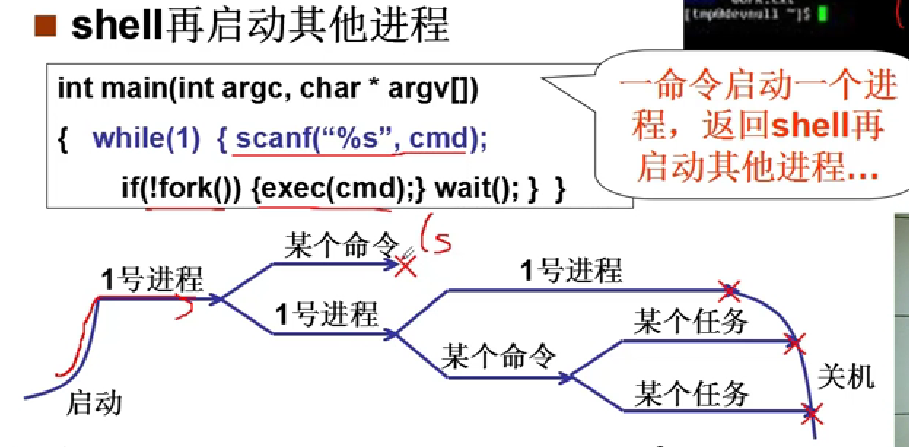 shell再启动其他进程
[tmp@devnull ~]$
int main(int argc, char * argv[])
{ while(1) { scanf("%s", cmd);
if(!fork()) {exec(cmd);} wait(); } }
一命令启动一个进
程，返回shell再
启动其他进程...
ls
某个命令
1号进程
1号进程
1号进程
某个任务
某个命令
某个任务
关机
启动